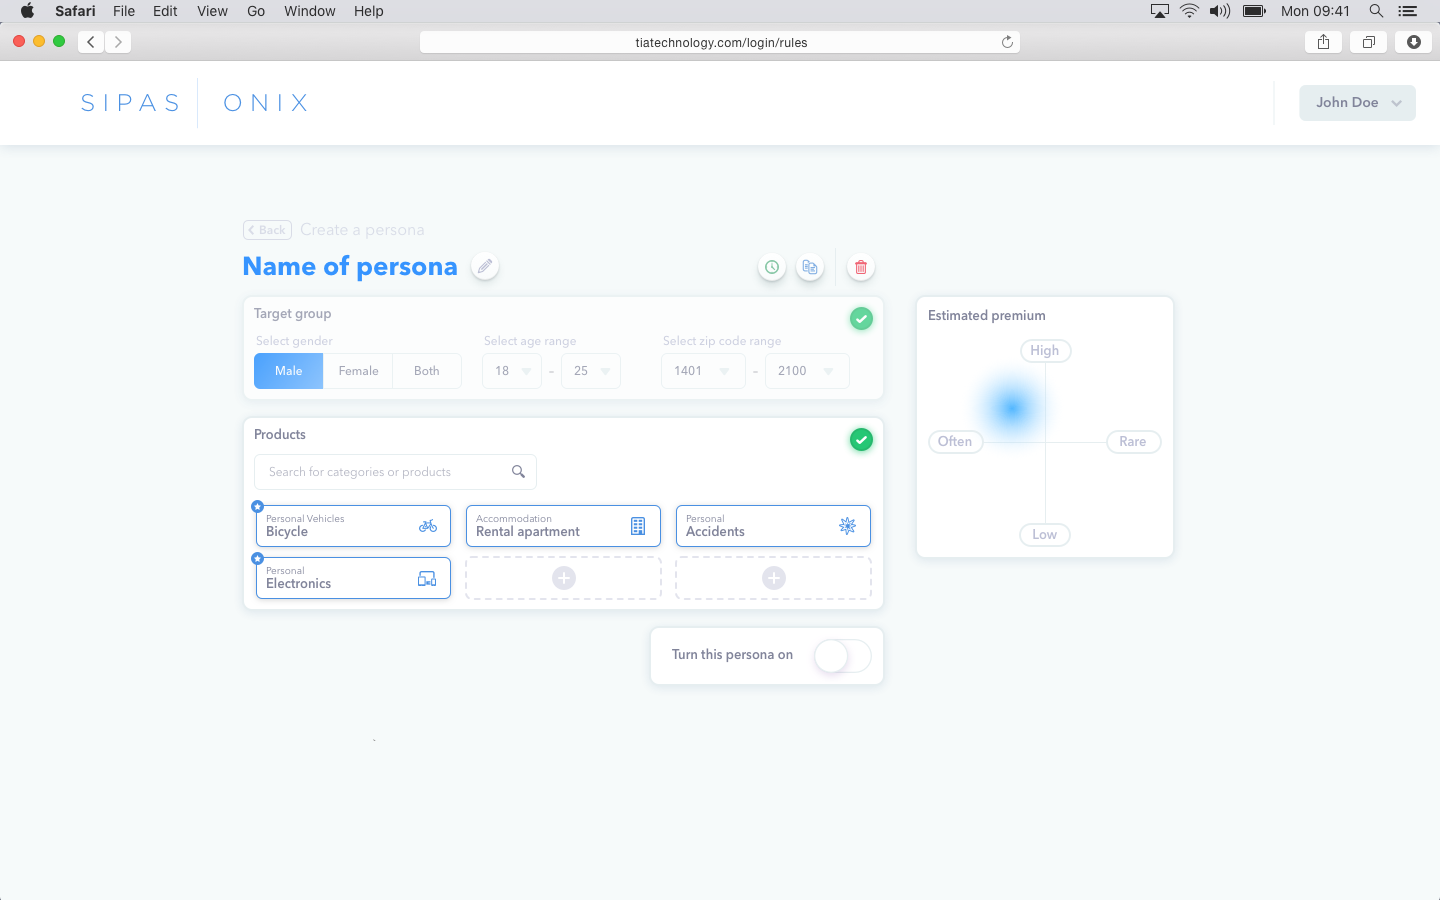 Safari File Edit View Go Window Help Mon 09:41
tiatechnology.com/login/rules
SIPAS ONIX
John Doe
Back Create a persona
Name of persona
Target group
Select gender Select age range Select zip code range
Male Female Both 18 - 25 1401 - 2100
Products
Search for categories or products
Personal Vehicles
Bicycle
Accommodation
Rental apartment
Personal
Accidents
Personal
Electronics
Turn this persona on
Estimated premium
High
Often Rare
Low